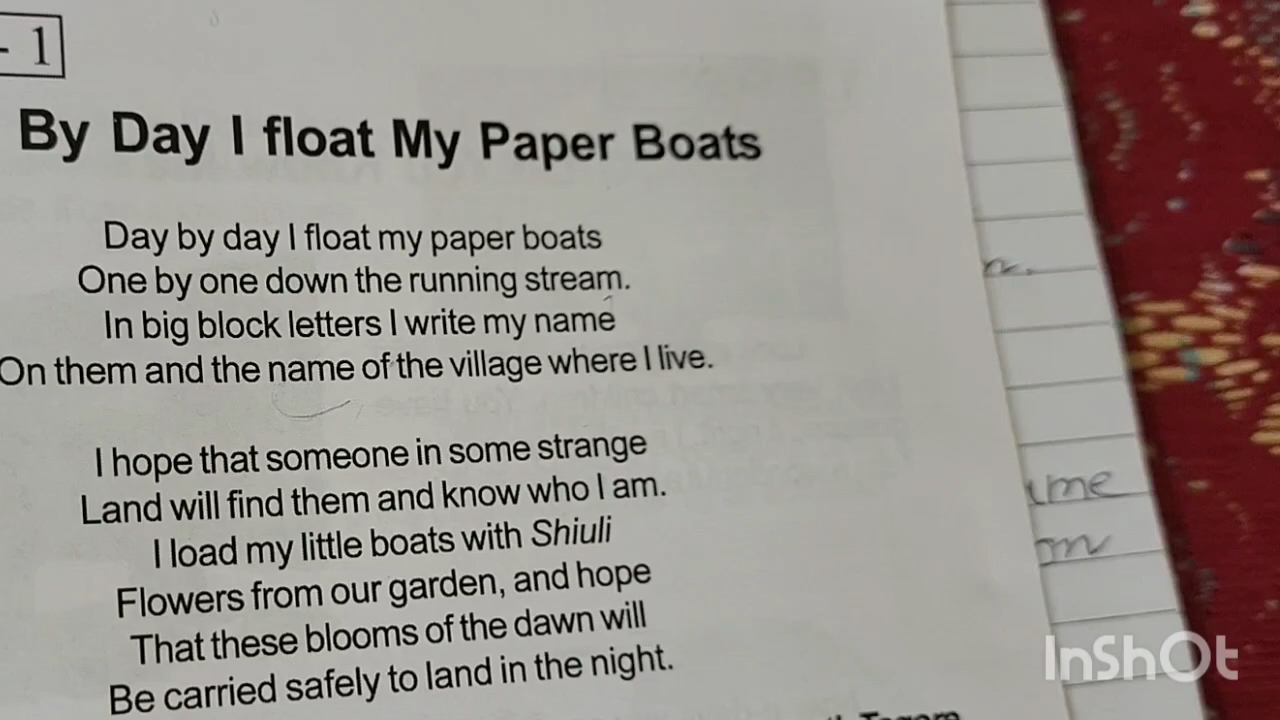 - 1
By Day I float My Paper Boats
Day by day I float my paper boats
One by one down the running stream.
In big block letters I write my name
On them and the name of the village where I live.
I hope that someone in some strange
Land will find them and know who I am.
I load my little boats with Shiuli
Flowers from our garden, and hope
That these blooms of the dawn will
Be carried safely to land in the night.
me
InShOt